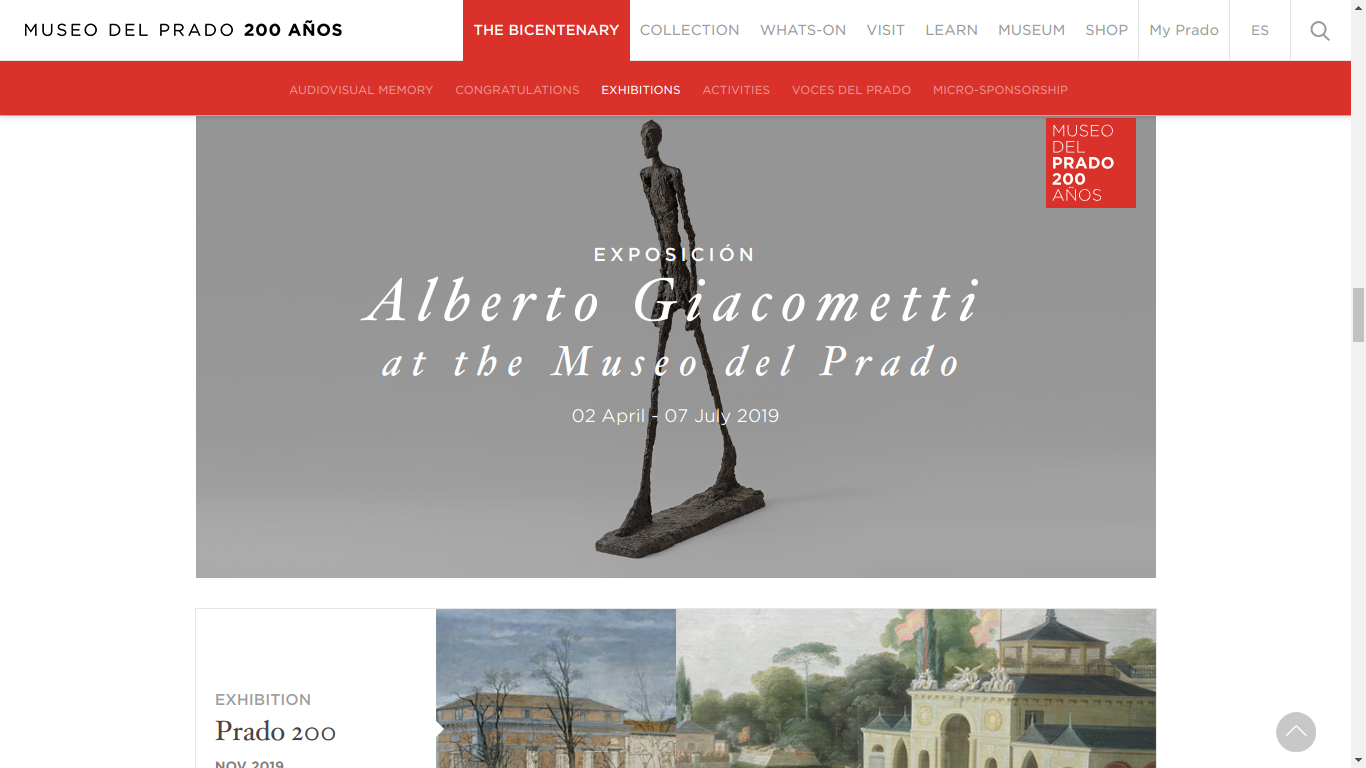 MUSEO DEL PRADO 200 AÑOS
THE BICENTENARY COLLECTION WHATS-ON VISIT LEARN MUSEUM SHOP My Prado ES
AUDIOVISUAL MEMORY CONGRATULATIONS EXHIBITIONS ACTIVITIES VOCES DEL PRADO MICRO-SPONSORSHIP
MUSEO
DEL
PRADO
200
AÑOS
EXPOSICIÓN
Alberto Giacometti
at the Museo del Prado
02 April - 07 July 2019
EXHIBITION
Prado 200
NOV 2019